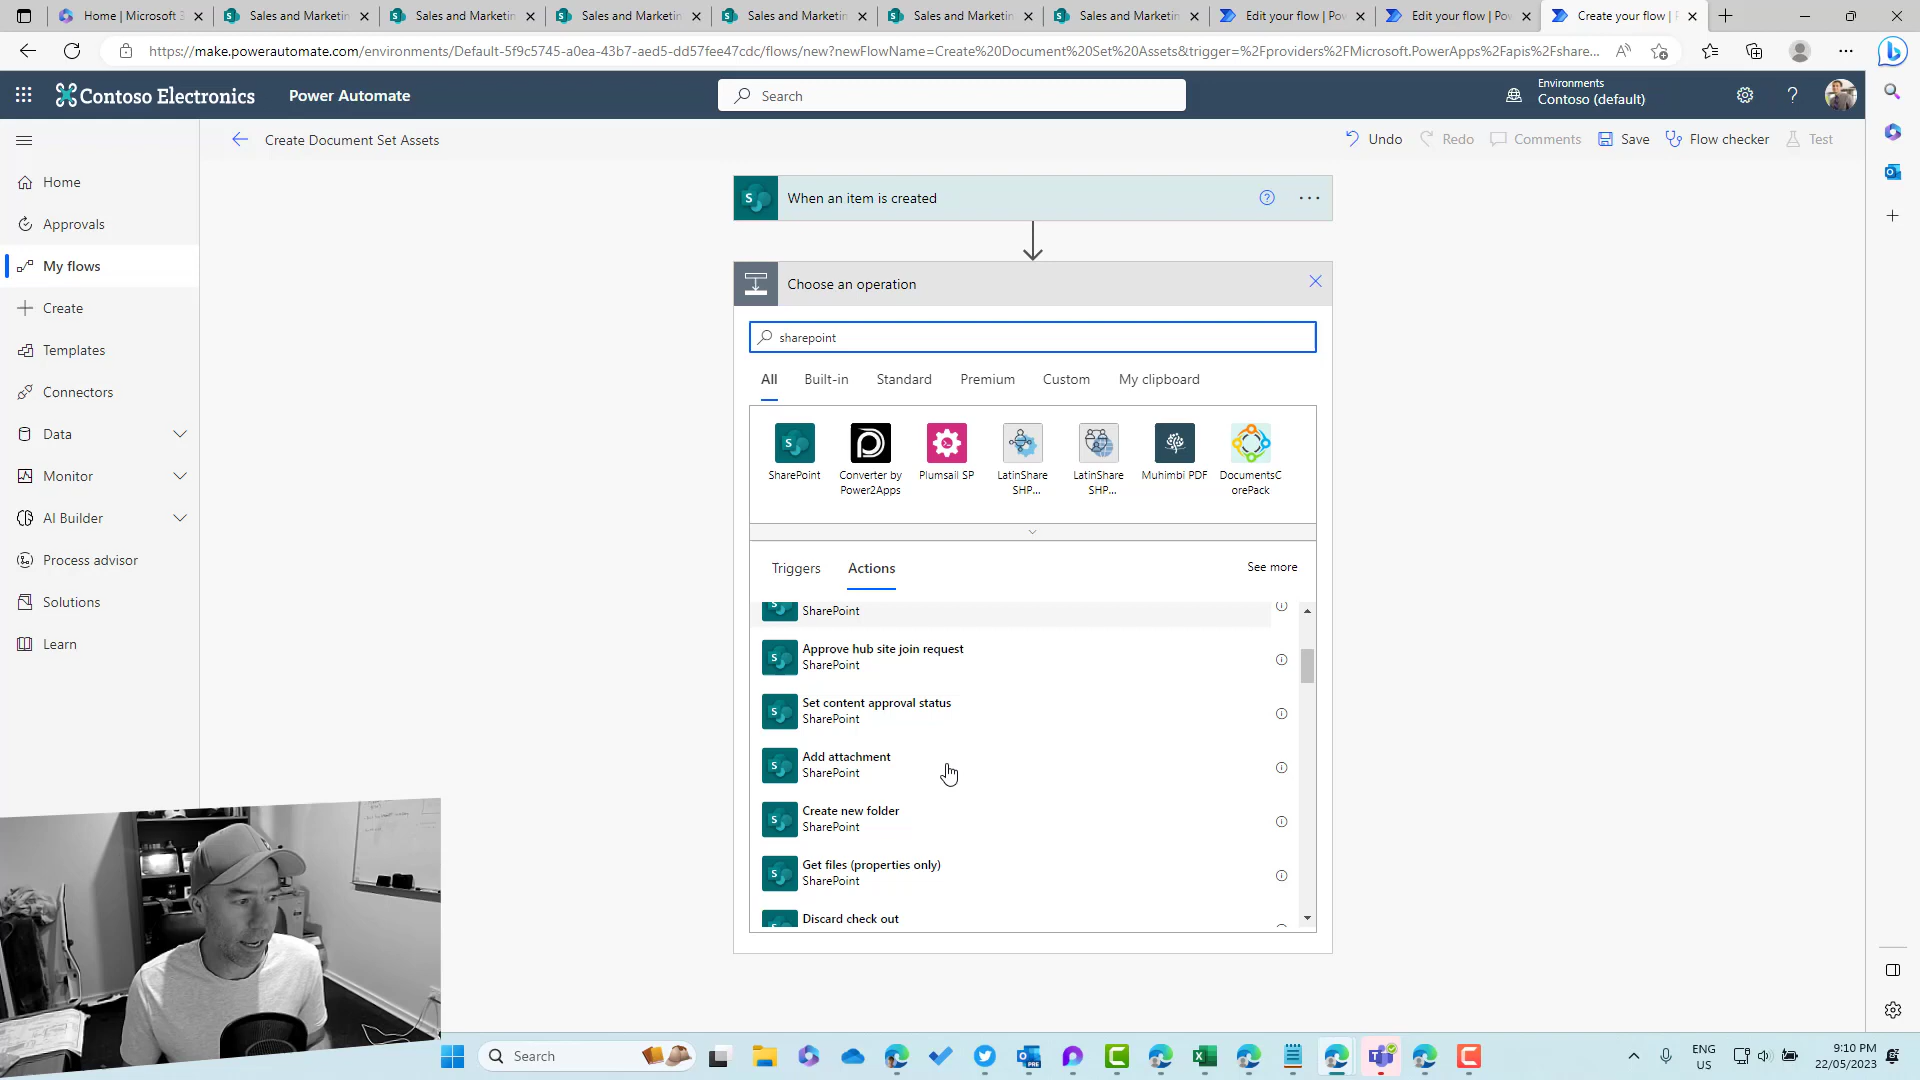 Home | Microsoft 3
Sales and Marketin
Sales and Marketin
Sales and Marketin
Sales and Marketin
Sales and Marketin
Sales and Marketin
Edit your flow | Po
Edit your flow | Po
Create your flow |
https://make.powerautomate.com/environments/Default-5f9c5745-a0ea-43b7-aed5-dd57fee47cdc/flows/new?newFlowName=Create%20Document%20Set%20Assets&trigger=%2Fproviders%2FMicrosoft.PowerApps%2Fapis%2Fshare...
Contoso Electronics
Power Automate
Search
Environments
Contoso (default)
Create Document Set Assets
Undo
Redo
Comments
Save
Flow checker
Test
Home
Approvals
My flows
Create
Templates
Connectors
Data
Monitor
AI Builder
Process advisor
Solutions
Learn
When an item is created
Choose an operation
sharepoint
All
Built-in
Standard
Premium
Custom
My clipboard
SharePoint
Converter by
Power2Apps
Plumsail SP
LatinShare
SHP...
LatinShare
SHP...
Muhimbi PDF
DocumentsC
orePack
Triggers
Actions
See more
SharePoint
Approve hub site join request
SharePoint
Set content approval status
SharePoint
Add attachment
SharePoint
Create new folder
SharePoint
Get files (properties only)
SharePoint
Discard check out
Search
ENG
US
9:10 PM
22/05/2023